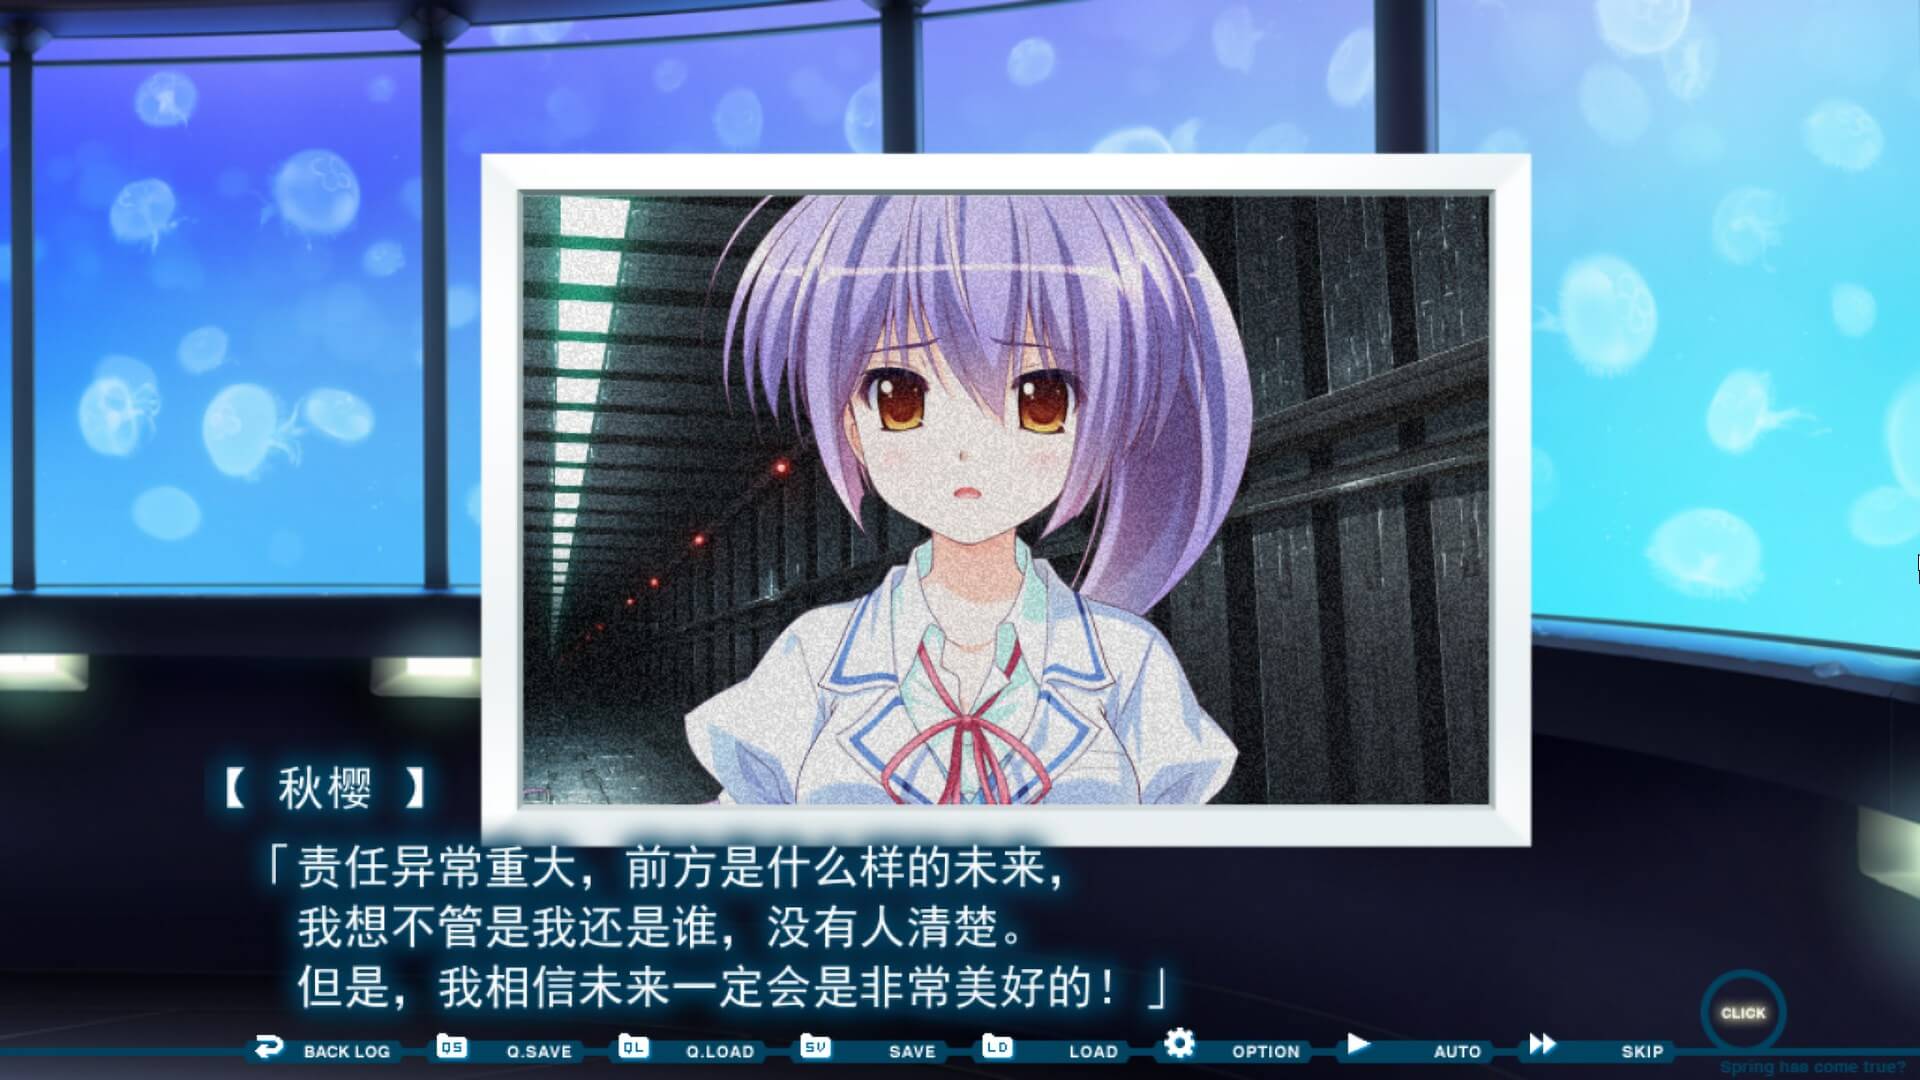 【 秋樱 】
「责任异常重大，前方是什么样的未来，
我想不管是我还是谁，没有人清楚。
但是，我相信未来一定会是非常美好的！」
CLICK
QS QL SV LD
BACK LOG Q.SAVE Q.LOAD SAVE LOAD OPTION AUTO SKIP
Spring has come true?